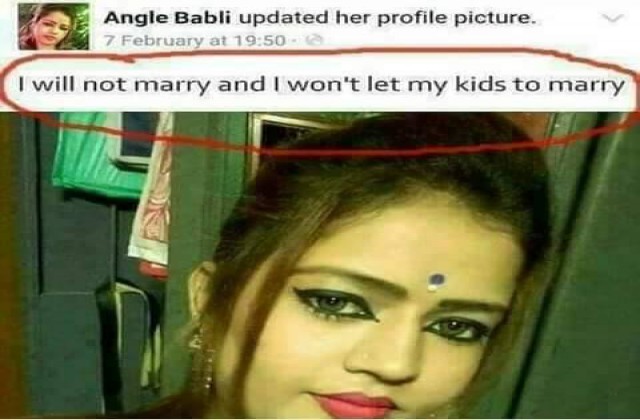 Angle Babli updated her profile picture.
7 February at 19:50 ·
I will not marry and I won't let my kids to marry